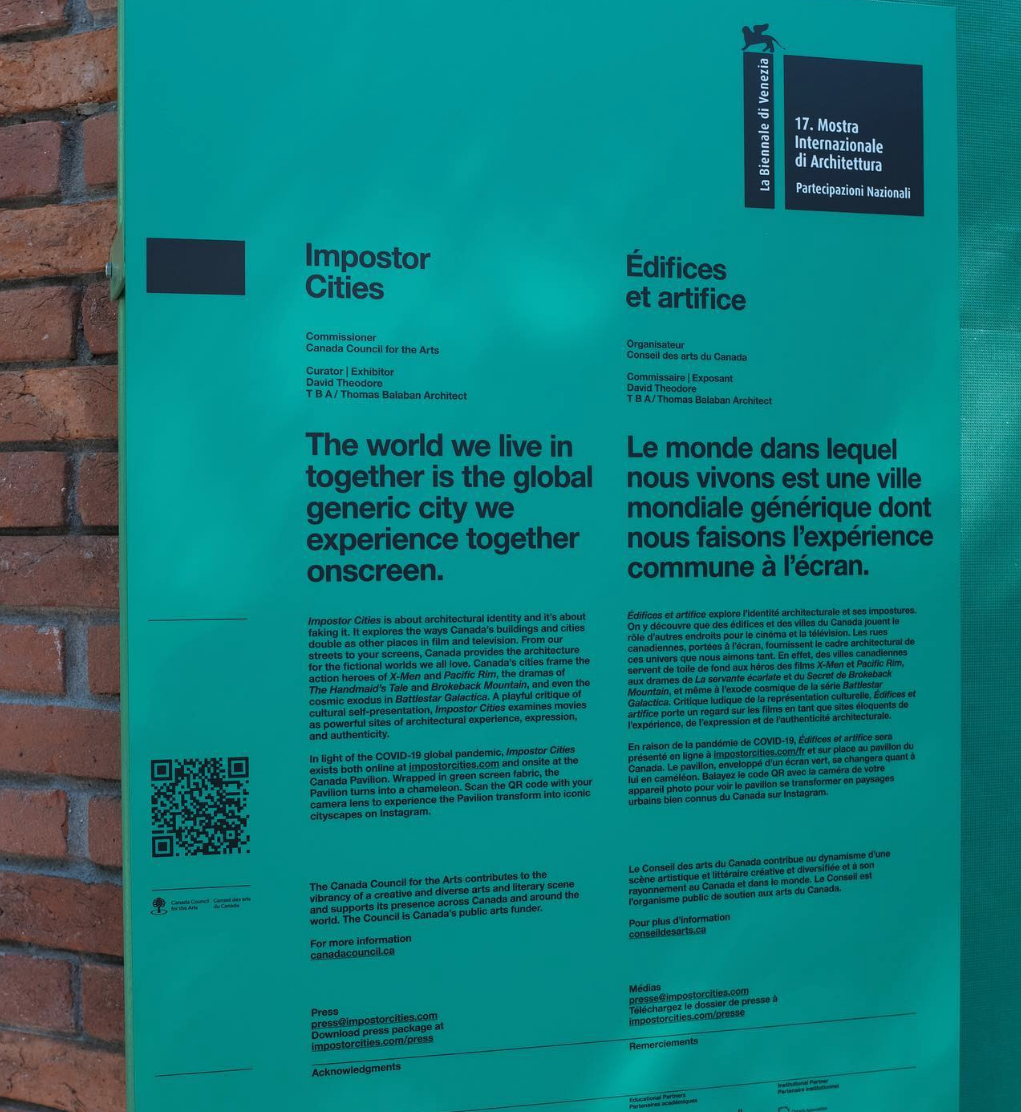 La Biennale di Venezia
17. Mostra
Internazionale
di Architettura
Partecipazioni Nazionali
Impostor
Cities
Commissioner
Canada Council for the Arts
Curator | Exhibitor
David Theodore
T B A / Thomas Balaban Architect
The world we live in
together is the global
generic city we
experience together
onscreen.
Impostor Cities is about architectural identity and it's about
faking it. It explores the ways Canada's buildings and cities
double as other places in film and television. From our
streets to your screens, Canada provides the architecture
for the fictional worlds we all love. Canada's cities frame the
action heroes of X-Men and Pacific Rim, the dramas of
The Handmaid's Tale and Brokeback Mountain, and even the
cosmic exodus in Battlestar Galactica. A playful critique of
cultural self-presentation, Impostor Cities examines movies
as powerful sites of architectural experience, expression,
and authenticity.
In light of the COVID-19 global pandemic, Impostor Cities
exists both online at impostorcities.com and onsite at the
Canada Pavilion. Wrapped in green screen fabric, the
Pavilion turns into a chameleon. Scan the QR code with your
camera lens to experience the Pavilion transform into iconic
cityscapes on Instagram.
The Canada Council for the Arts contributes to the
vibrancy of a creative and diverse arts and literary scene
and supports its presence across Canada and around the
world. The Council is Canada's public arts funder.
For more information
canadacouncil.ca
Press
press@impostorcities.com
Download press package at
impostorcities.com/press
Acknowledgments
Édifices
et artifice
Organisateur
Conseil des arts du Canada
Commissaire | Exposant
David Theodore
T B A / Thomas Balaban Architect
Le monde dans lequel
nous vivons est une ville
mondiale générique dont
nous faisons l'expérience
commune à l'écran.
Édifices et artifice explore l'identité architecturale et ses impostures.
On y découvre que des édifices et des villes du Canada jouent le
rôle d'autres endroits pour le cinéma et la télévision. Les rues
canadiennes, portées à l'écran, fournissent le cadre architectural de
ces univers que nous aimons tant. En effet, des villes canadiennes
servent de toile de fond aux héros des films X-Men et Pacific Rim,
aux drames de La servante écarlate et du Secret de Brokeback
Mountain, et même à l'exode cosmique de la série Battlestar
Galactica. Critique ludique de la représentation culturelle, Édifices et
artifice porte un regard sur les films en tant que sites éloquents de
l'expérience, de l'expression et de l'authenticité architecturale.
En raison de la pandémie de COVID-19, Édifices et artifice sera
présenté en ligne à impostorcities.com/fr et sur place au pavillon du
Canada. Le pavillon, enveloppé d'un écran vert, se changera quant à
lui en caméléon. Balayez le code QR avec la caméra de votre
appareil photo pour voir le pavillon se transformer en paysages
urbains bien connus du Canada sur Instagram.
Le Conseil des arts du Canada contribue au dynamisme d'une
scène artistique et littéraire créative et diversifiée et à son
rayonnement au Canada et dans le monde. Le Conseil est
l'organisme public de soutien aux arts du Canada.
Pour plus d'information
conseildesarts.ca
Médias
presse@impostorcities.com
Téléchargez le dossier de presse à
impostorcities.com/presse
Remerciements
Canada Council
for the Arts
Conseil des arts
du Canada
Educational Partners
Partenaires académiques
Institutional Partner
Partenaire institutionnel